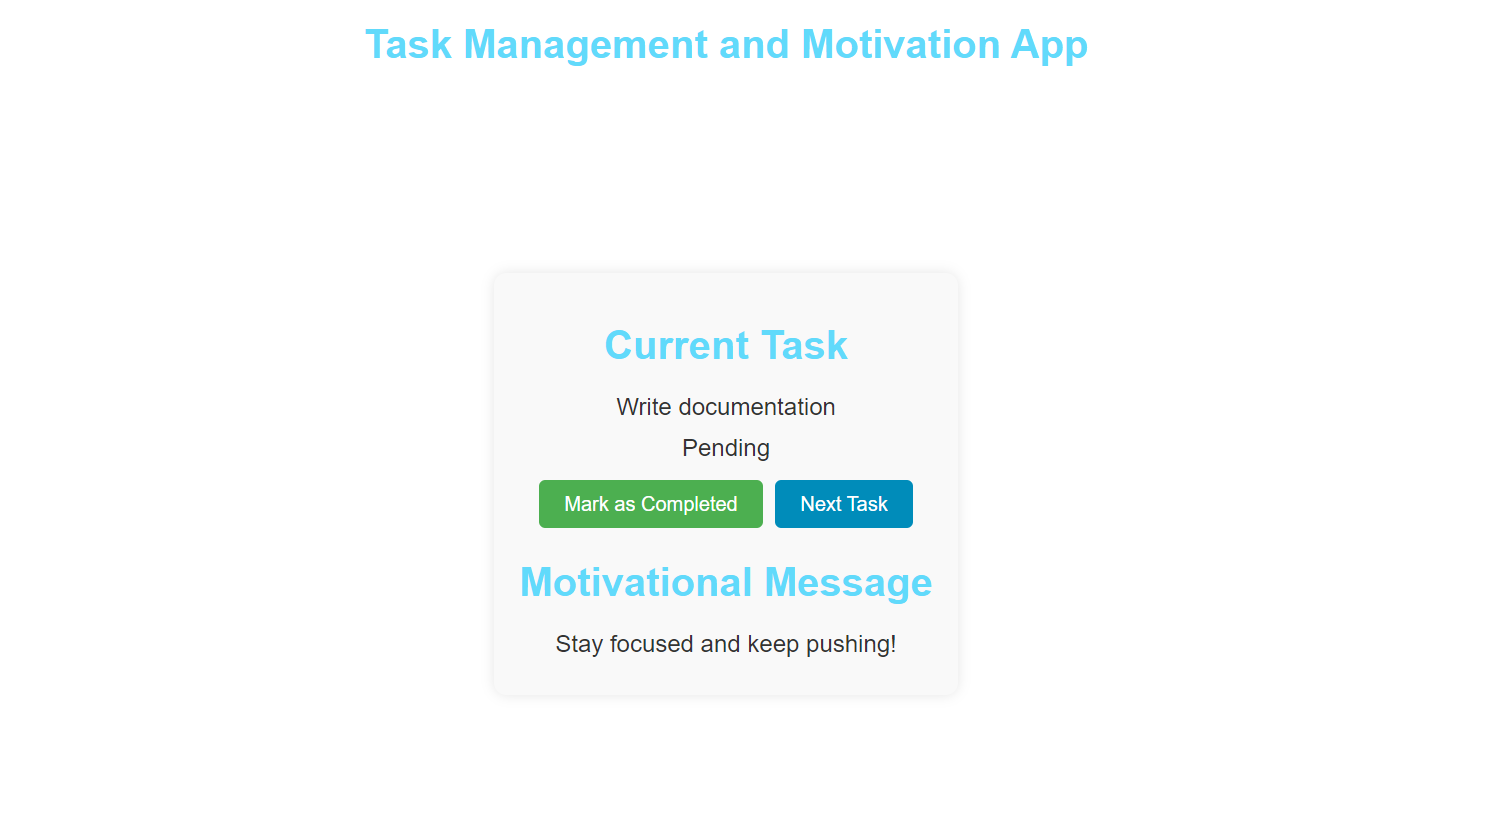 Task Management and Motivation App
Current Task
Write documentation
Pending
Mark as Completed Next Task
Motivational Message
Stay focused and keep pushing!